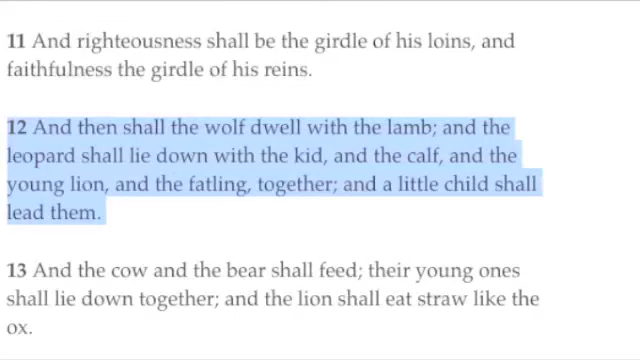 11 And righteousness shall be the girdle of his loins, and
faithfulness the girdle of his reins.
12 And then shall the wolf dwell with the lamb; and the
leopard shall lie down with the kid, and the calf, and the
young lion, and the fatling, together; and a little child shall
lead them.
13 And the cow and the bear shall feed; their young ones
shall lie down together; and the lion shall eat straw like the
ox.